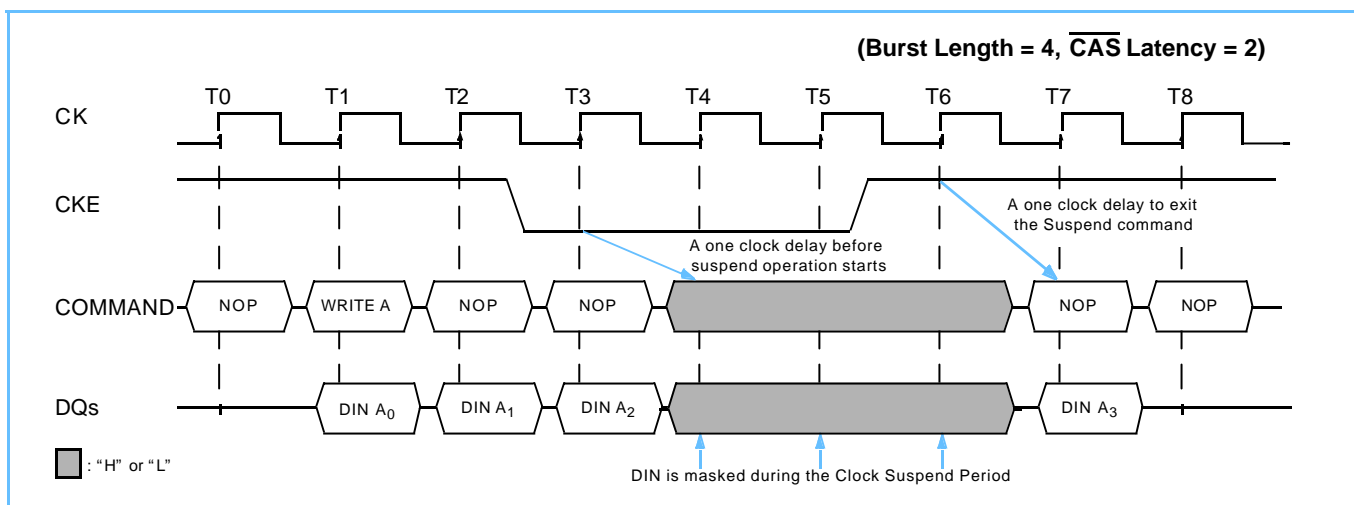 (Burst Length = 4, CAS Latency = 2)
T0 T1 T2 T3 T4 T5 T6 T7 T8
CK
CKE
A one clock delay to exit
the Suspend command
A one clock delay before
suspend operation starts
COMMAND NOP WRITE A NOP NOP NOP NOP
DQs DIN A0 DIN A1 DIN A2 DIN A3
: “H” or “L”
DIN is masked during the Clock Suspend Period